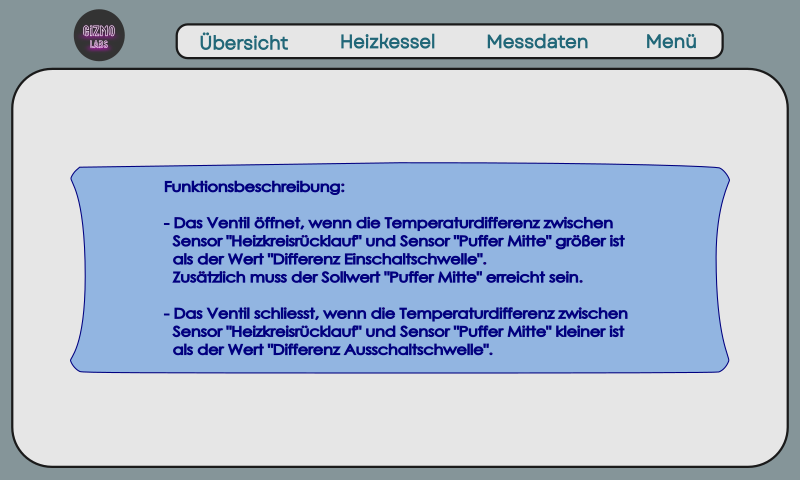 GIZMO
LABS
Übersicht Heizkessel Messdaten Menü
Funktionsbeschreibung:
- Das Ventil öffnet, wenn die Temperaturdifferenz zwischen
Sensor "Heizkreisrücklauf" und Sensor "Puffer Mitte" größer ist
als der Wert "Differenz Einschaltschwelle".
Zusätzlich muss der Sollwert "Puffer Mitte" erreicht sein.
- Das Ventil schliesst, wenn die Temperaturdifferenz zwischen
Sensor "Heizkreisrücklauf" und Sensor "Puffer Mitte" kleiner ist
als der Wert "Differenz Ausschaltschwelle".